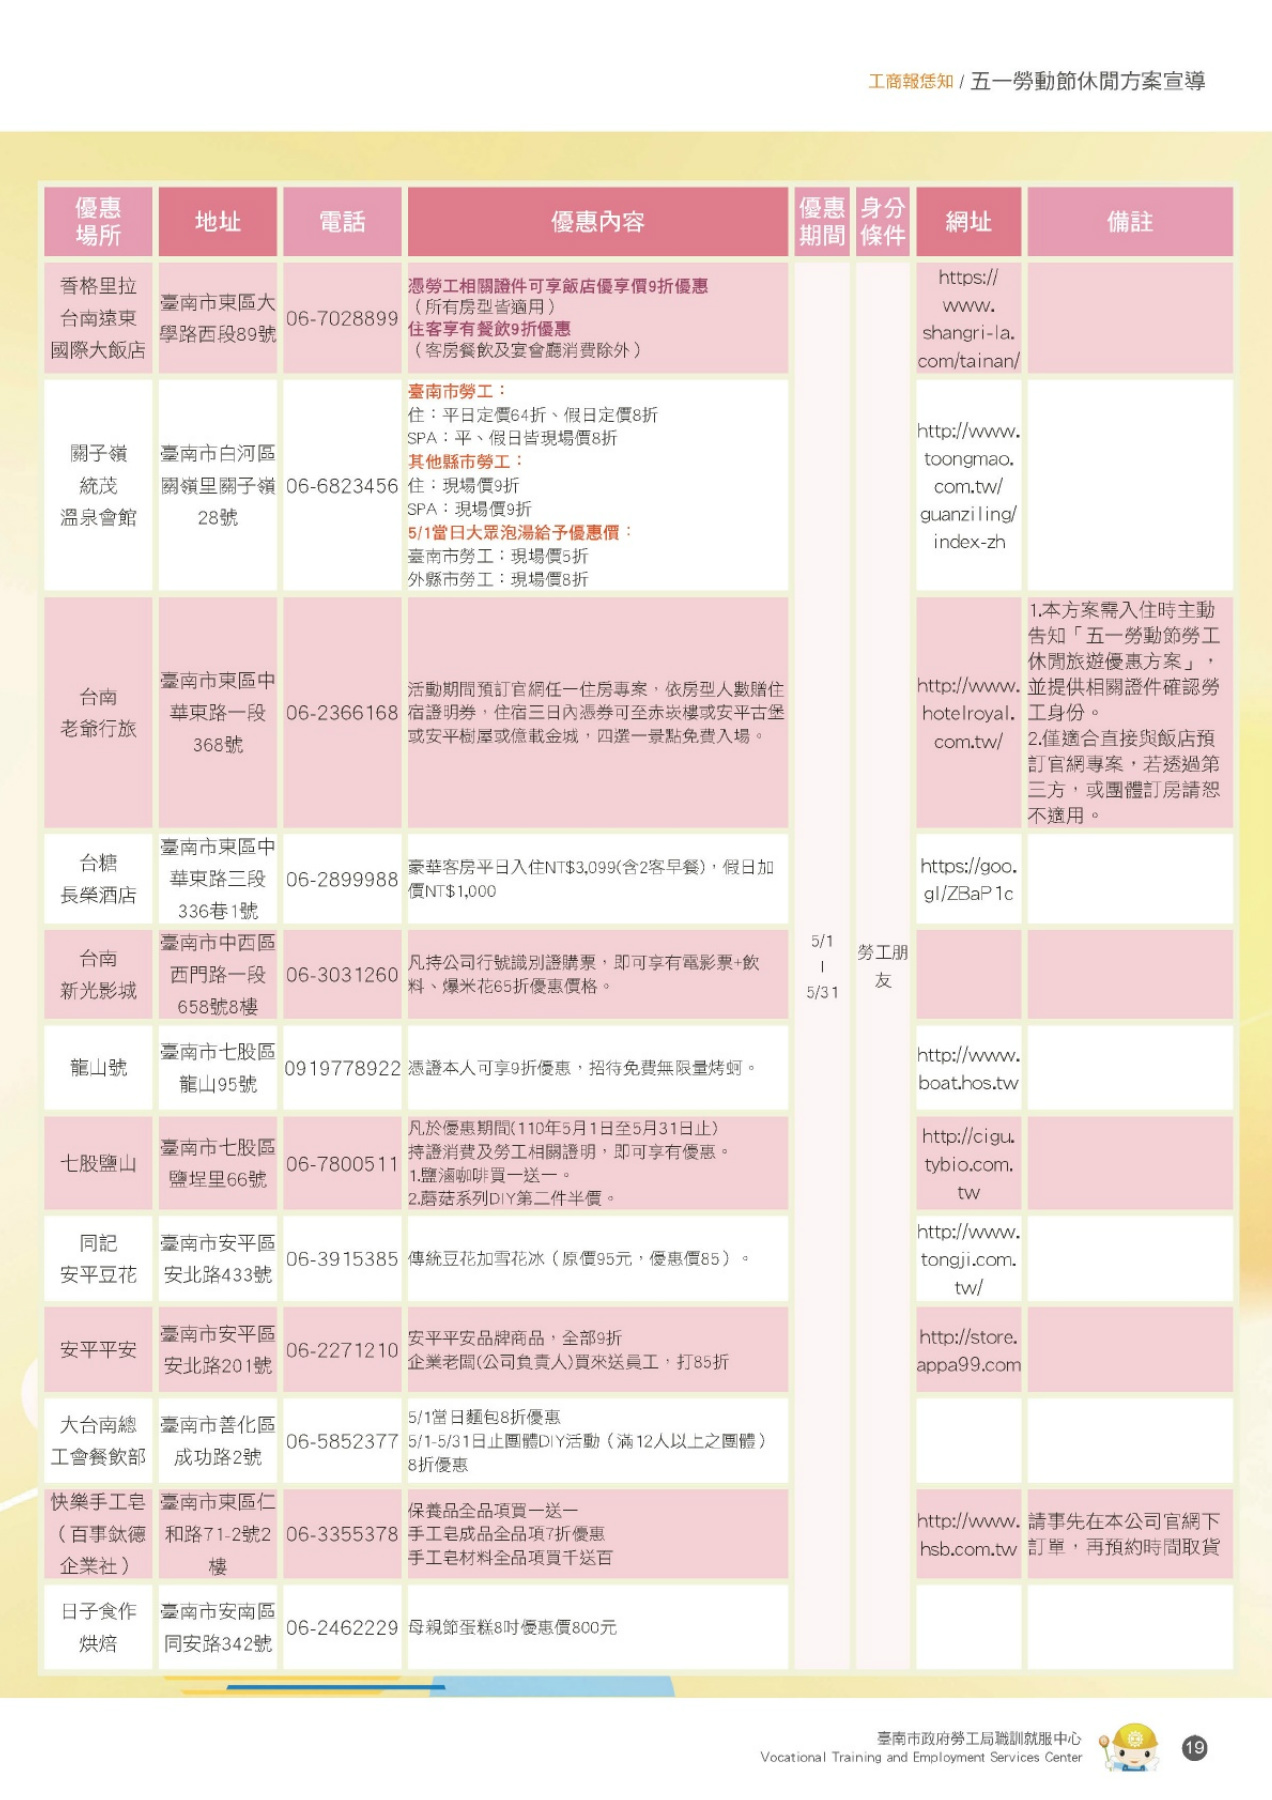 工商報恁知 / 五一勞動節休閒方案宣導
優惠
場所
地址
電話
優惠內容
優惠
期間
身分
條件
網址
備註
香格里拉
台南遠東
國際大飯店
臺南市東區大
學路西段89號
06-7028899
憑勞工相關證件可享飯店優享價9折優惠
（所有房型皆適用）
住客享有餐飲9折優惠
（客房餐飲及宴會廳消費除外）
https://
www.
shangri-la.
com/tainan/
關子嶺
統茂
溫泉會館
臺南市白河區
關嶺里關子嶺
28號
06-6823456
臺南市勞工：
住：平日定價64折、假日定價8折
SPA：平、假日皆現場價8折
其他縣市勞工：
住：現場價9折
SPA：現場價9折
5/1當日大眾泡湯給予優惠價：
臺南市勞工：現場價5折
外縣市勞工：現場價8折
http://www.
toongmao.
com.tw/
guanziling/
index-zh
台南
老爺行旅
臺南市東區中
華東路一段
368號
06-2366168
活動期間預訂官網任一住房專案，依房型人數贈住
宿證明券，住宿三日內憑券可至赤崁樓或安平古堡
或安平樹屋或億載金城，四選一景點免費入場。
http://www.
hotelroyal.
com.tw/
1.本方案需入住時主動
告知「五一勞動節勞工
休閒旅遊優惠方案」，
並提供相關證件確認勞
工身份。
2.僅適合直接與飯店預
訂官網專案，若透過第
三方，或團體訂房請恕
不適用。
台糖
長榮酒店
臺南市東區中
華東路三段
336巷1號
06-2899988
豪華客房平日入住NT$3,099(含2客早餐)，假日加
價NT$1,000
https://goo.
gl/ZBaP1c
台南
新光影城
臺南市中西區
西門路一段
658號8樓
06-3031260
凡持公司行號識別證購票，即可享有電影票+飲
料、爆米花65折優惠價格。
5/1
|
5/31
勞工朋
友
龍山號
臺南市七股區
龍山95號
0919778922
憑證本人可享9折優惠，招待免費無限量烤蚵。
http://www.
boat.hos.tw
七股鹽山
臺南市七股區
鹽埕里66號
06-7800511
凡於優惠期間(110年5月1日至5月31日止)
持證消費及勞工相關證明，即可享有優惠。
1.鹽滷咖啡買一送一。
2.蘑菇系列DIY第二件半價。
http://cigu.
tybio.com.
tw
同記
安平豆花
臺南市安平區
安北路433號
06-3915385
傳統豆花加雪花冰（原價95元，優惠價85）。
http://www.
tongji.com.
tw/
安平平安
臺南市安平區
安北路201號
06-2271210
安平平安品牌商品，全部9折
企業老闆(公司負責人)買來送員工，打85折
http://store.
appa99.com
大台南總
工會餐飲部
臺南市善化區
成功路2號
06-5852377
5/1當日麵包8折優惠
5/1-5/31日止團體DIY活動（滿12人以上之團體）
8折優惠
快樂手工皂
（百事鈦德
企業社）
臺南市東區仁
和路71-2號2
樓
06-3355378
保養品全品項買一送一
手工皂成品全品項7折優惠
手工皂材料全品項買千送百
http://www.
hsb.com.tw
請事先在本公司官網下
訂單，再預約時間取貨
日子食作
烘焙
臺南市安南區
同安路342號
06-2462229
母親節蛋糕8吋優惠價800元
臺南市政府勞工局職訓就服中心
Vocational Training and Employment Services Center
19